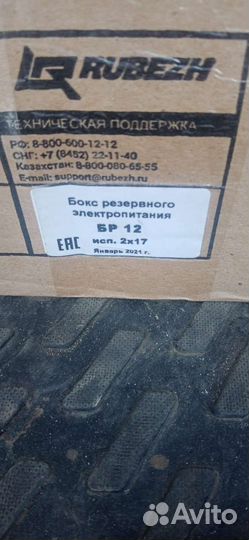 RUBEZH
ТЕХНИЧЕСКАЯ ПОДДЕРЖКА
РФ: 8-800-600-12-12
СНГ: +7 (8452) 22-11-40
Казахстан: 8-800-080-65-55
E-mail: support@rubezh.ru
Бокс резервного
электропитания
БР 12
ЕАС исп. 2х17
Январь 2021 г.
Avito